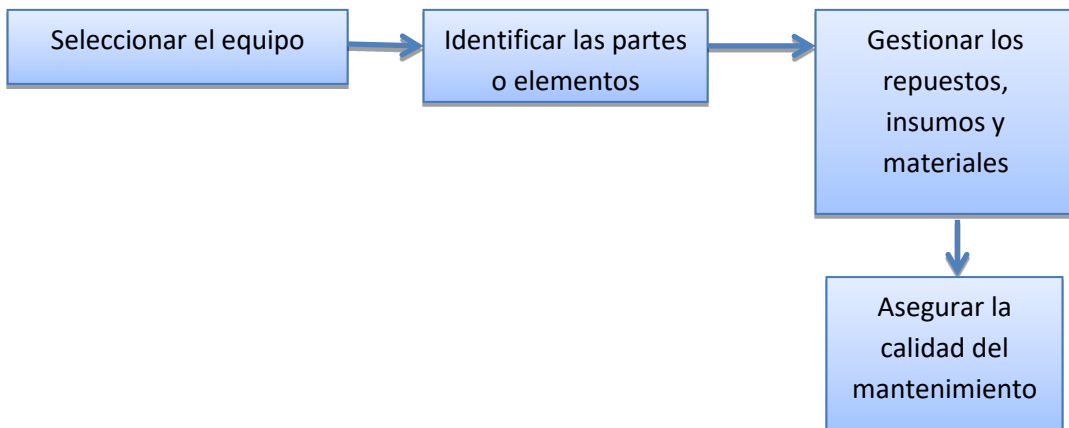 Seleccionar el equipo
Identificar las partes
o elementos
Gestionar los
repuestos,
insumos y
materiales
Asegurar la
calidad del
mantenimiento